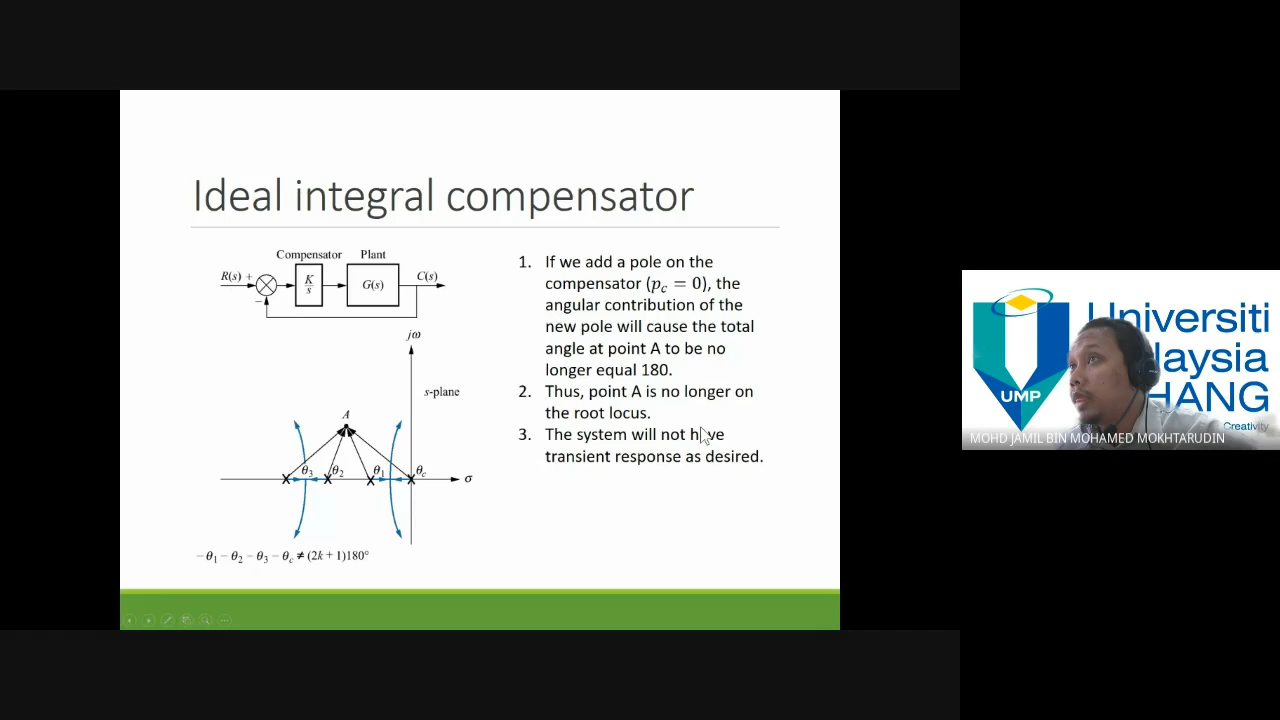 Ideal integral compensator
Compensator Plant
R(s) + K/s G(s) C(s)
−
jω
s-plane
A
θ3 θ2 θ1 θc σ
−θ1 − θ2 − θ3 − θc ≠ (2k + 1)180°
1. If we add a pole on the
compensator (pc = 0), the
angular contribution of the
new pole will cause the total
angle at point A to be no
longer equal 180.
2. Thus, point A is no longer on
the root locus.
3. The system will not have
transient response as desired.
Universiti
laysia
HANG
UMP
Creativity
MOHD JAMIL BIN MOHAMED MOKHTARUDIN